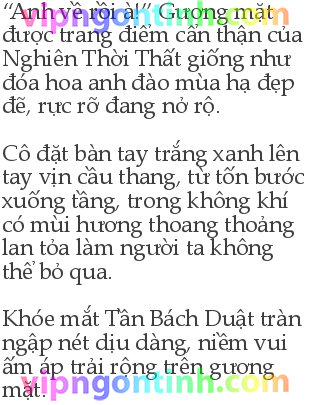 “Anh về rồi à!” Gương mặt
được trang điểm cẩn thận của
Nghiên Thời Thất giống như
đóa hoa anh đào mùa hạ đẹp
đẽ, rực rỡ đang nở rộ.
Cô đặt bàn tay trắng xanh lên
tay vịn cầu thang, từ tốn bước
xuống tầng, trong không khí
có mùi hương thoang thoảng
lan tỏa làm người ta không
thể bỏ qua.
Khóe mắt Tần Bách Duật tràn
ngập nét dịu dàng, niềm vui
ấm áp trải rộng trên gương
mặt.
vipngontinh.com
vipngontinh.com